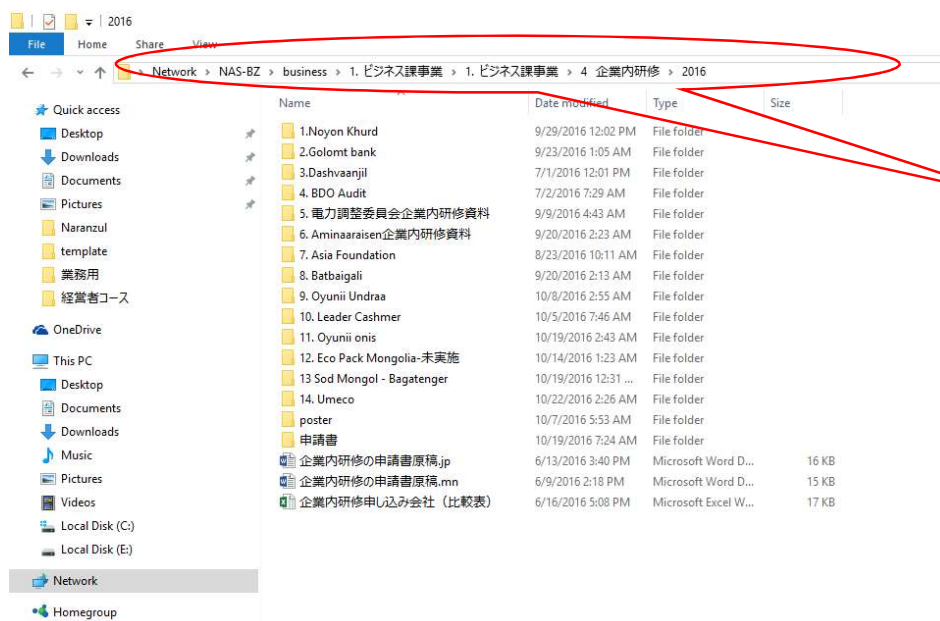 2016
File Home Share View
Network › NAS-BZ › business › 1. ビジネス課事業 › 1. ビジネス課事業 › 4 企業内研修 › 2016
Name Date modified Type Size
Quick access
Desktop
Downloads
Documents
Pictures
Naranzul
template
業務用
経営者コース
OneDrive
This PC
Desktop
Documents
Downloads
Music
Pictures
Videos
Local Disk (C:)
Local Disk (E:)
Network
Homegroup
1.Noyon Khurd 9/29/2016 12:02 PM File folder
2.Golomt bank 9/23/2016 1:05 AM File folder
3.Dashvaanjil 7/1/2016 12:01 PM File folder
4. BDO Audit 7/2/2016 7:29 AM File folder
5. 電力調整委員会企業内研修資料 9/9/2016 4:43 AM File folder
6. Aminaaraisen企業内研修資料 9/20/2016 2:23 AM File folder
7. Asia Foundation 8/23/2016 10:11 AM File folder
8. Batbaigali 9/20/2016 2:13 AM File folder
9. Oyunii Undraa 10/8/2016 2:55 AM File folder
10. Leader Cashmer 10/5/2016 7:46 AM File folder
11. Oyunii onis 10/19/2016 2:43 AM File folder
12. Eco Pack Mongolia-未実施 10/14/2016 1:23 AM File folder
13 Sod Mongol - Bagatenger 10/19/2016 12:31 ... File folder
14. Umeco 10/22/2016 2:26 AM File folder
poster 10/7/2016 5:53 AM File folder
申請書 10/19/2016 7:24 AM File folder
企業内研修の申請書原稿.jp 6/13/2016 3:40 PM Microsoft Word D... 16 KB
企業内研修の申請書原稿.mn 6/9/2016 2:18 PM Microsoft Word D... 15 KB
企業内研修申し込み会社（比較表） 6/16/2016 5:08 PM Microsoft Excel W... 17 KB